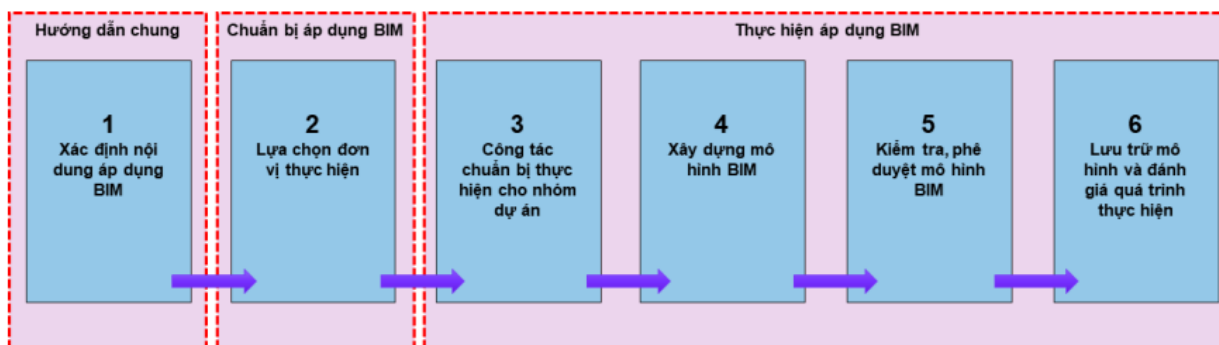 Hướng dẫn chung
Chuẩn bị áp dụng BIM
Thực hiện áp dụng BIM
1
Xác định nội
dung áp dụng
BIM
2
Lựa chọn đơn
vị thực hiện
3
Công tác
chuẩn bị thực
hiện cho nhóm
dự án
4
Xây dựng mô
hình BIM
5
Kiểm tra, phê
duyệt mô hình
BIM
6
Lưu trữ mô
hình và đánh
giá quá trình
thực hiện